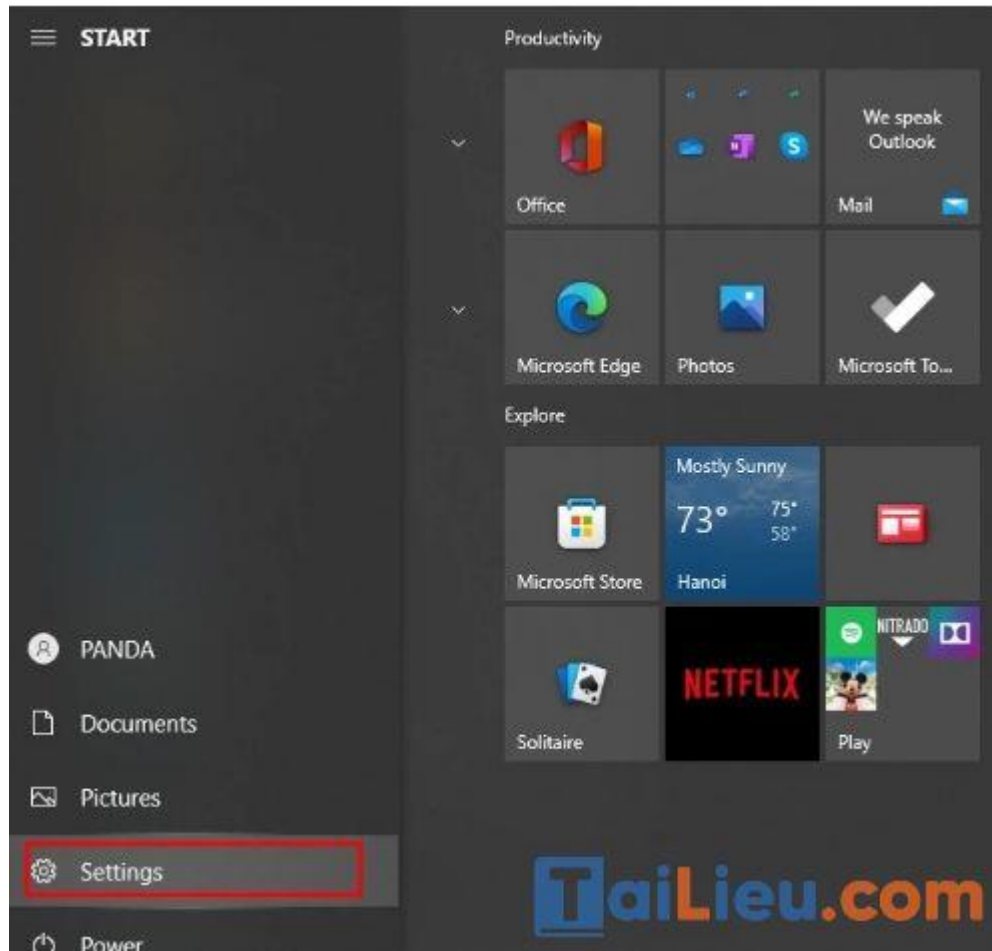 START
PANDA
Documents
Pictures
Settings
Power
Productivity
Office
We speak
Outlook
Mail
Microsoft Edge
Photos
Microsoft To...
Explore
Microsoft Store
Mostly Sunny
73°
75°
58°
Hanoi
Solitaire
NETFLIX
NITRADO
Play
TaiLieu.com